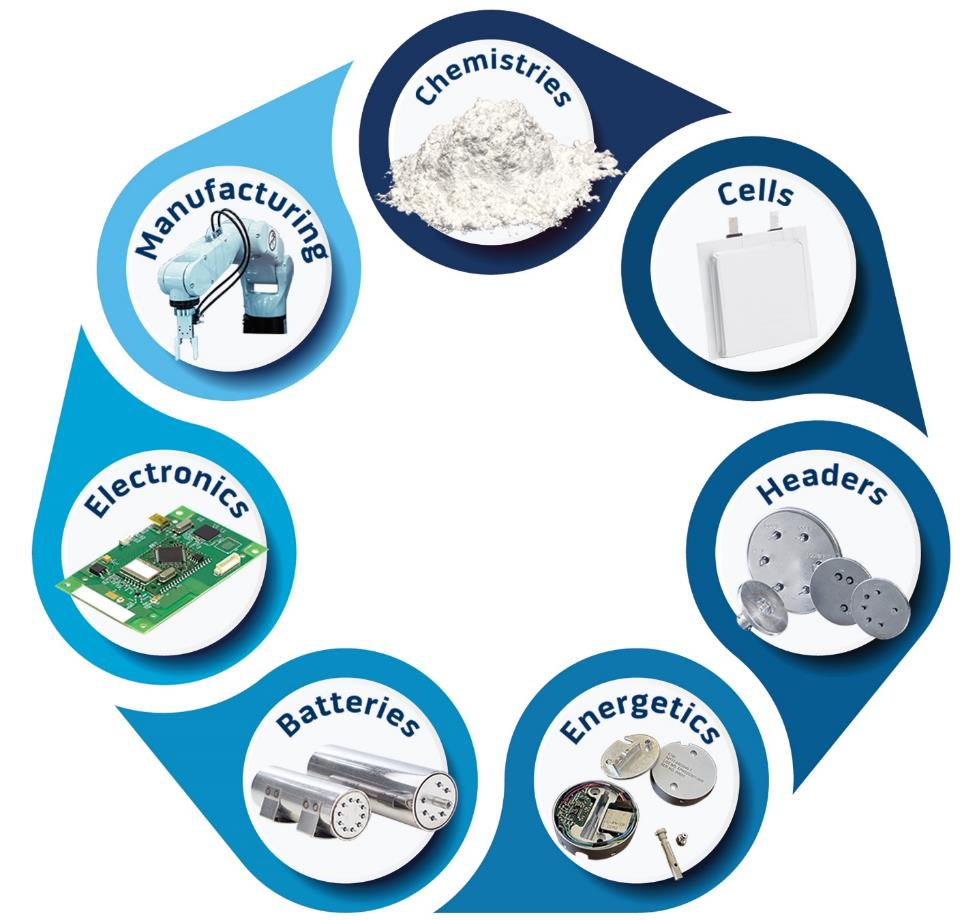 Chemistries
Cells
Headers
Energetics
Batteries
Electronics
Manufacturing